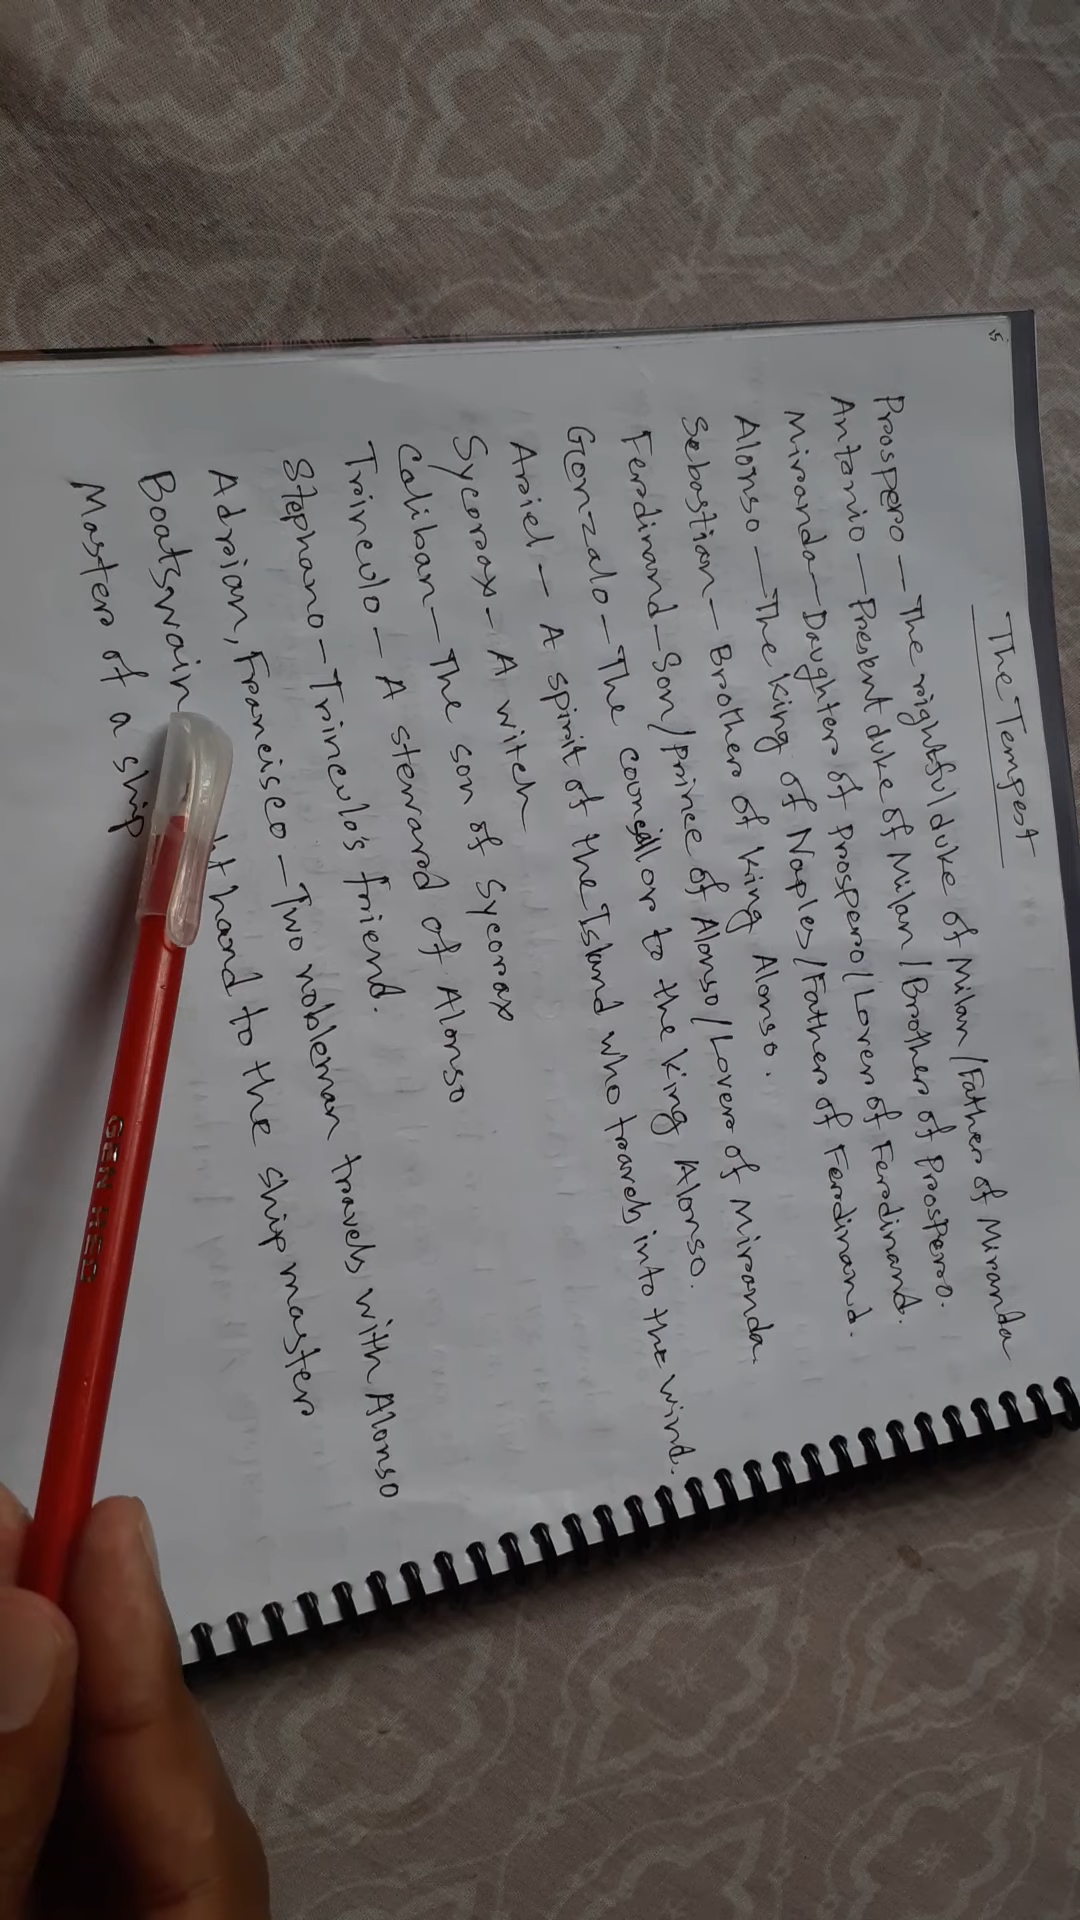 The Tempest
Prospero — The rightful duke of Milan / Father of Miranda
Antonio — Present duke of Milan / Brother of Prospero.
Miranda — Daughter of Prospero / Lover of Ferdinand.
Alonso — The king of Naples / Father of Ferdinand.
Sebastian — Brother of king Alonso.
Ferdinand — Son / Prince of Alonso / Lover of Miranda.
Gonzalo — The councillor to the king Alonso.
Ariel — A spirit of the Island who travels into the wind.
Sycorax — A witch
Caliban — The son of Sycorax
Trinculo — A steward of Alonso
Stephano — Trinculo's friend.
Adrian, Francisco — Two nobleman travels with Alonso
Boatswain hand to the ship master
Master of a ship
GEN NEO